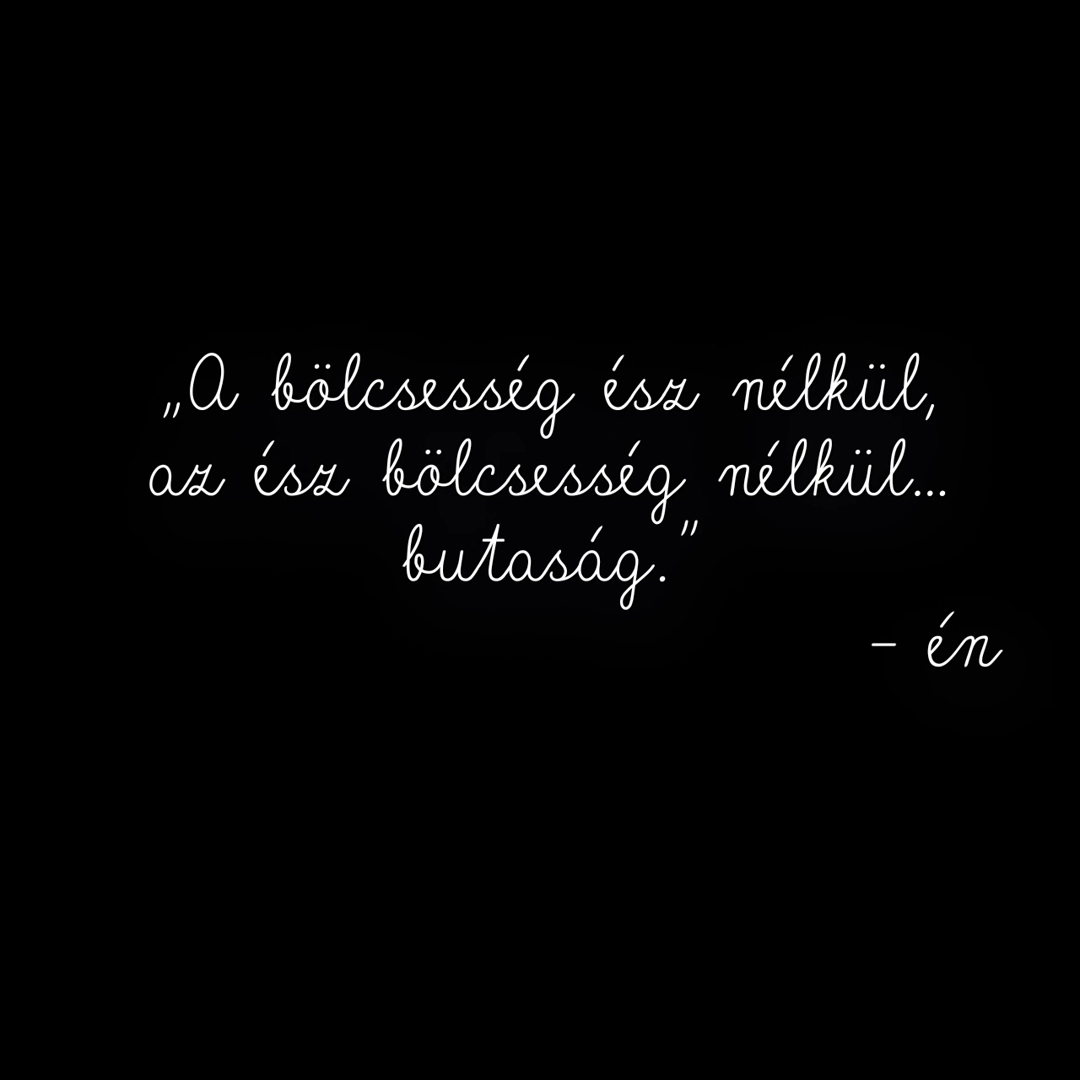 „A bölcsesség ész nélkül,
az ész bölcsesség nélkül...
butaság."
- én